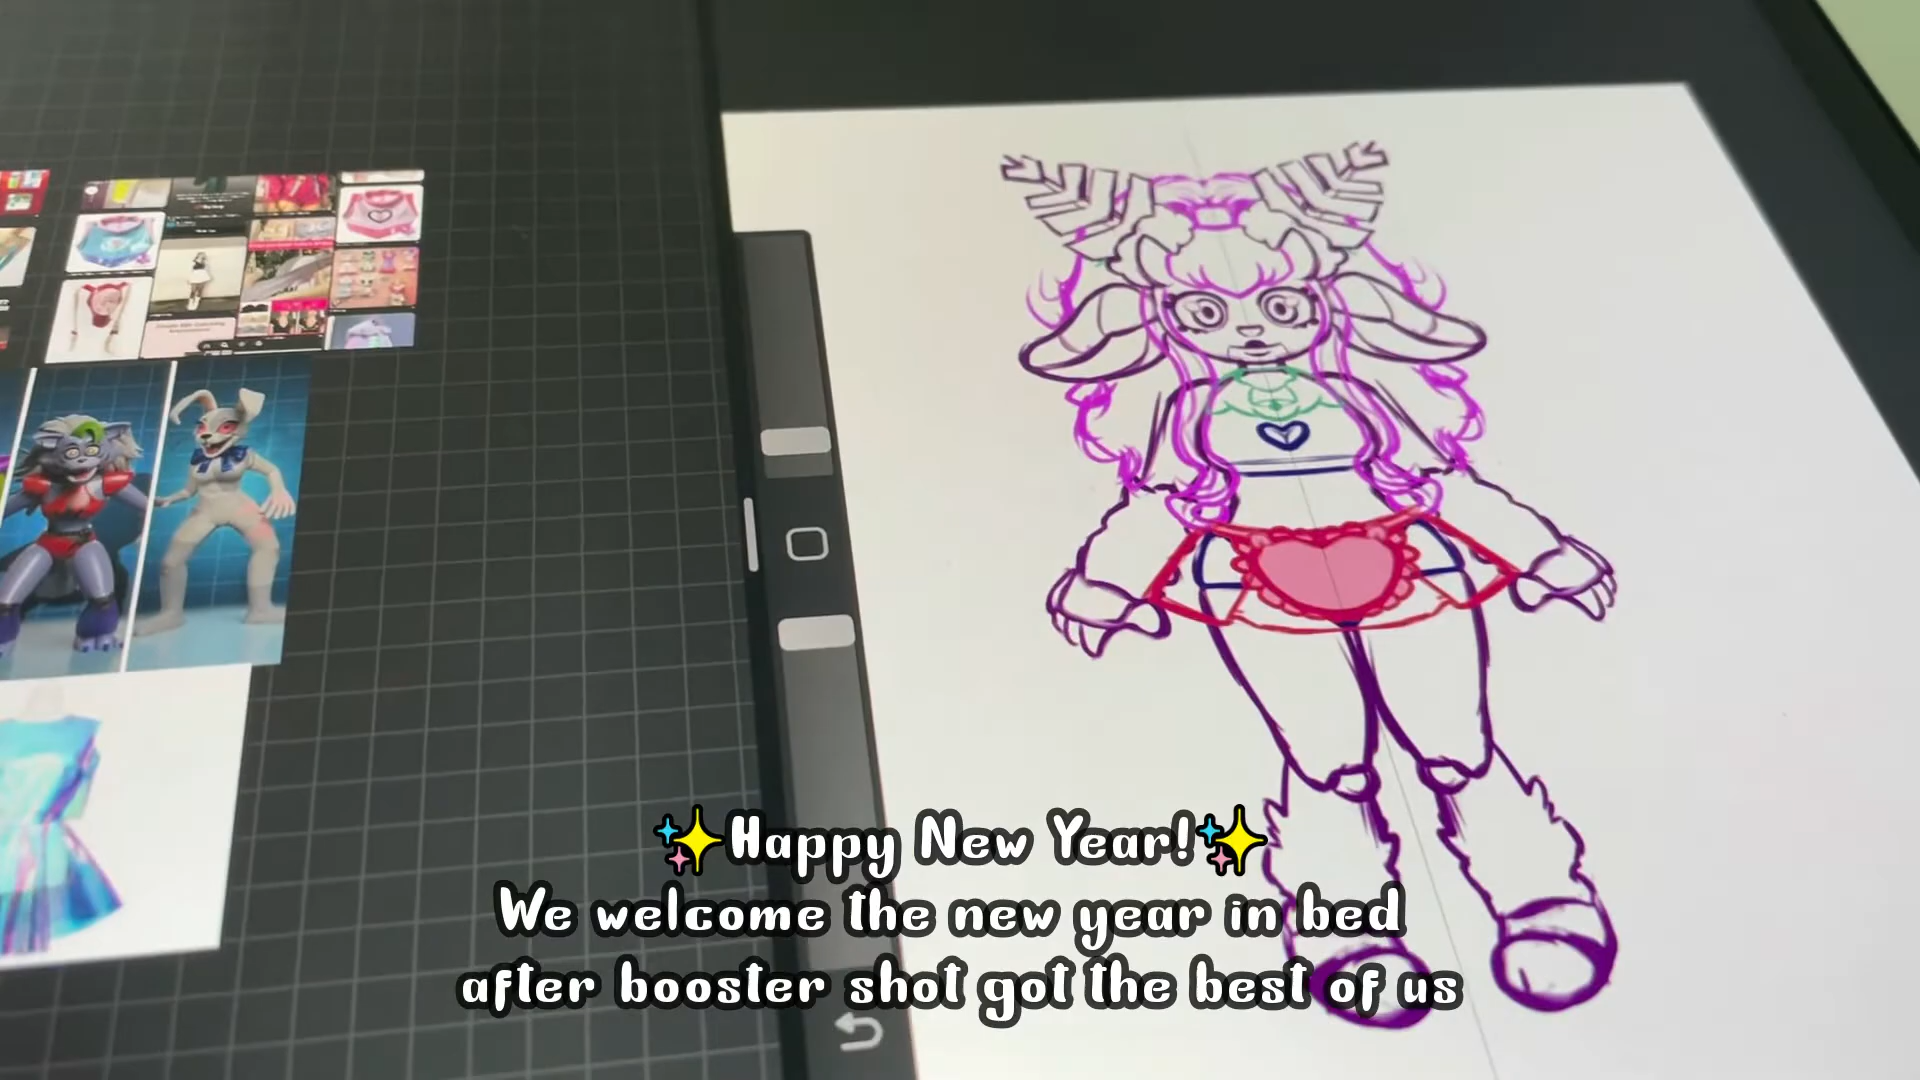 ✨Happy New Year!✨
We welcome the new year in bed
after booster shot got the best of us